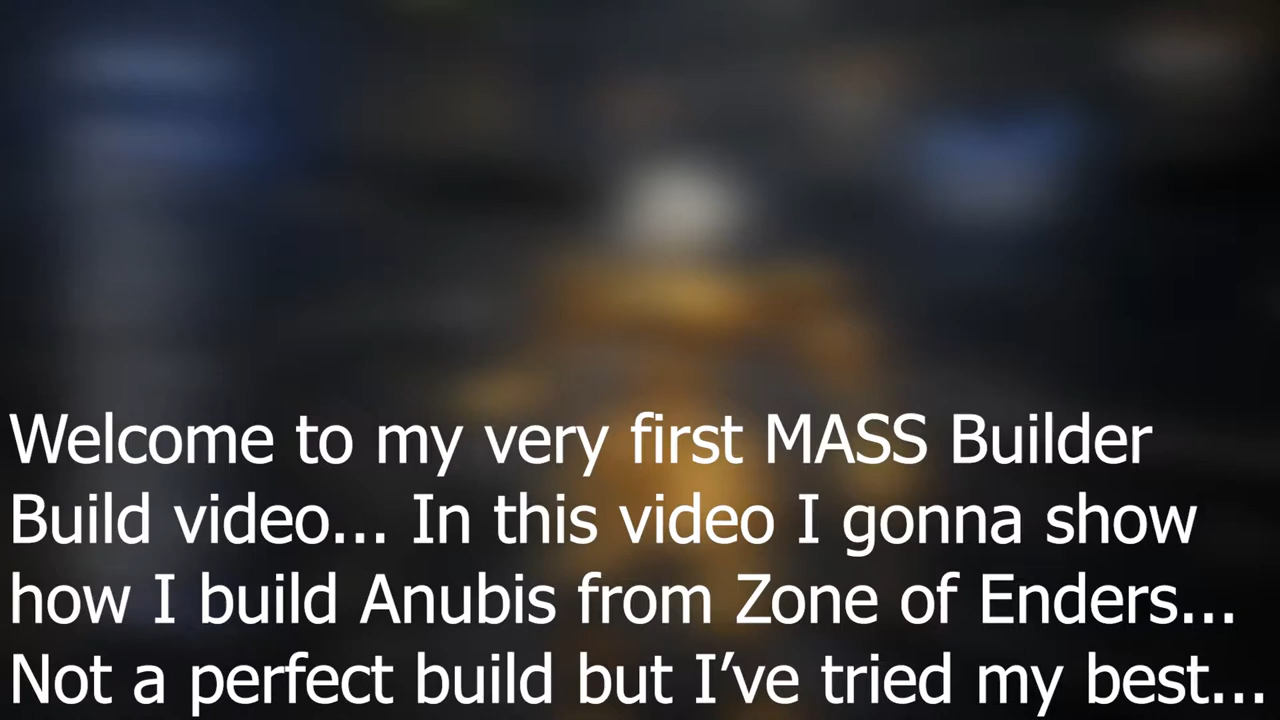 Welcome to my very first MASS Builder
Build video... In this video I gonna show
how I build Anubis from Zone of Enders...
Not a perfect build but I’ve tried my best...